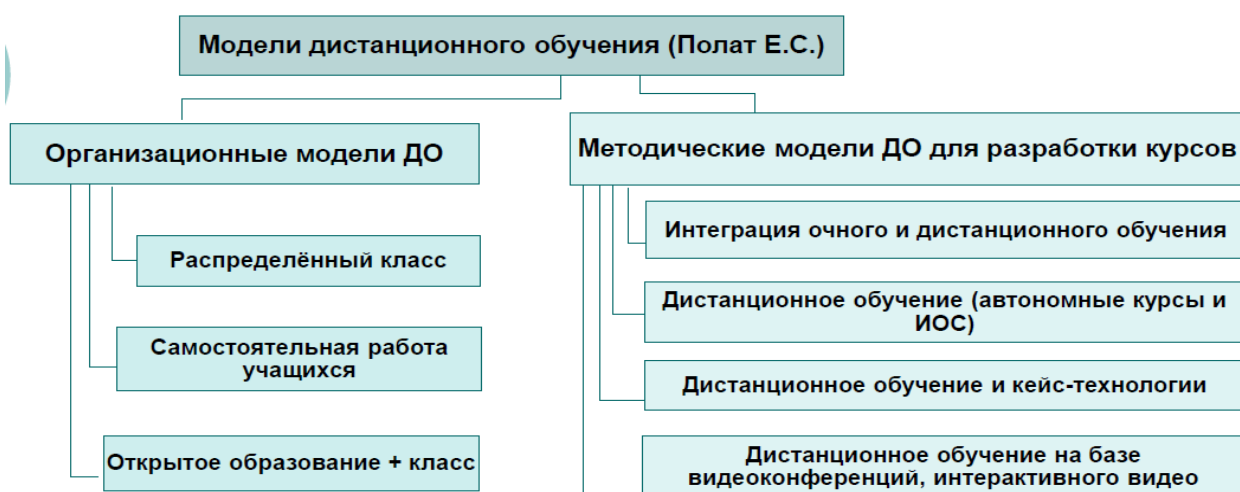 Модели дистанционного обучения (Полат Е.С.)
Организационные модели ДО
Распределённый класс
Самостоятельная работа
учащихся
Открытое образование + класс
Методические модели ДО для разработки курсов
Интеграция очного и дистанционного обучения
Дистанционное обучение (автономные курсы и
ИОС)
Дистанционное обучение и кейс-технологии
Дистанционное обучение на базе
видеоконференций, интерактивного видео